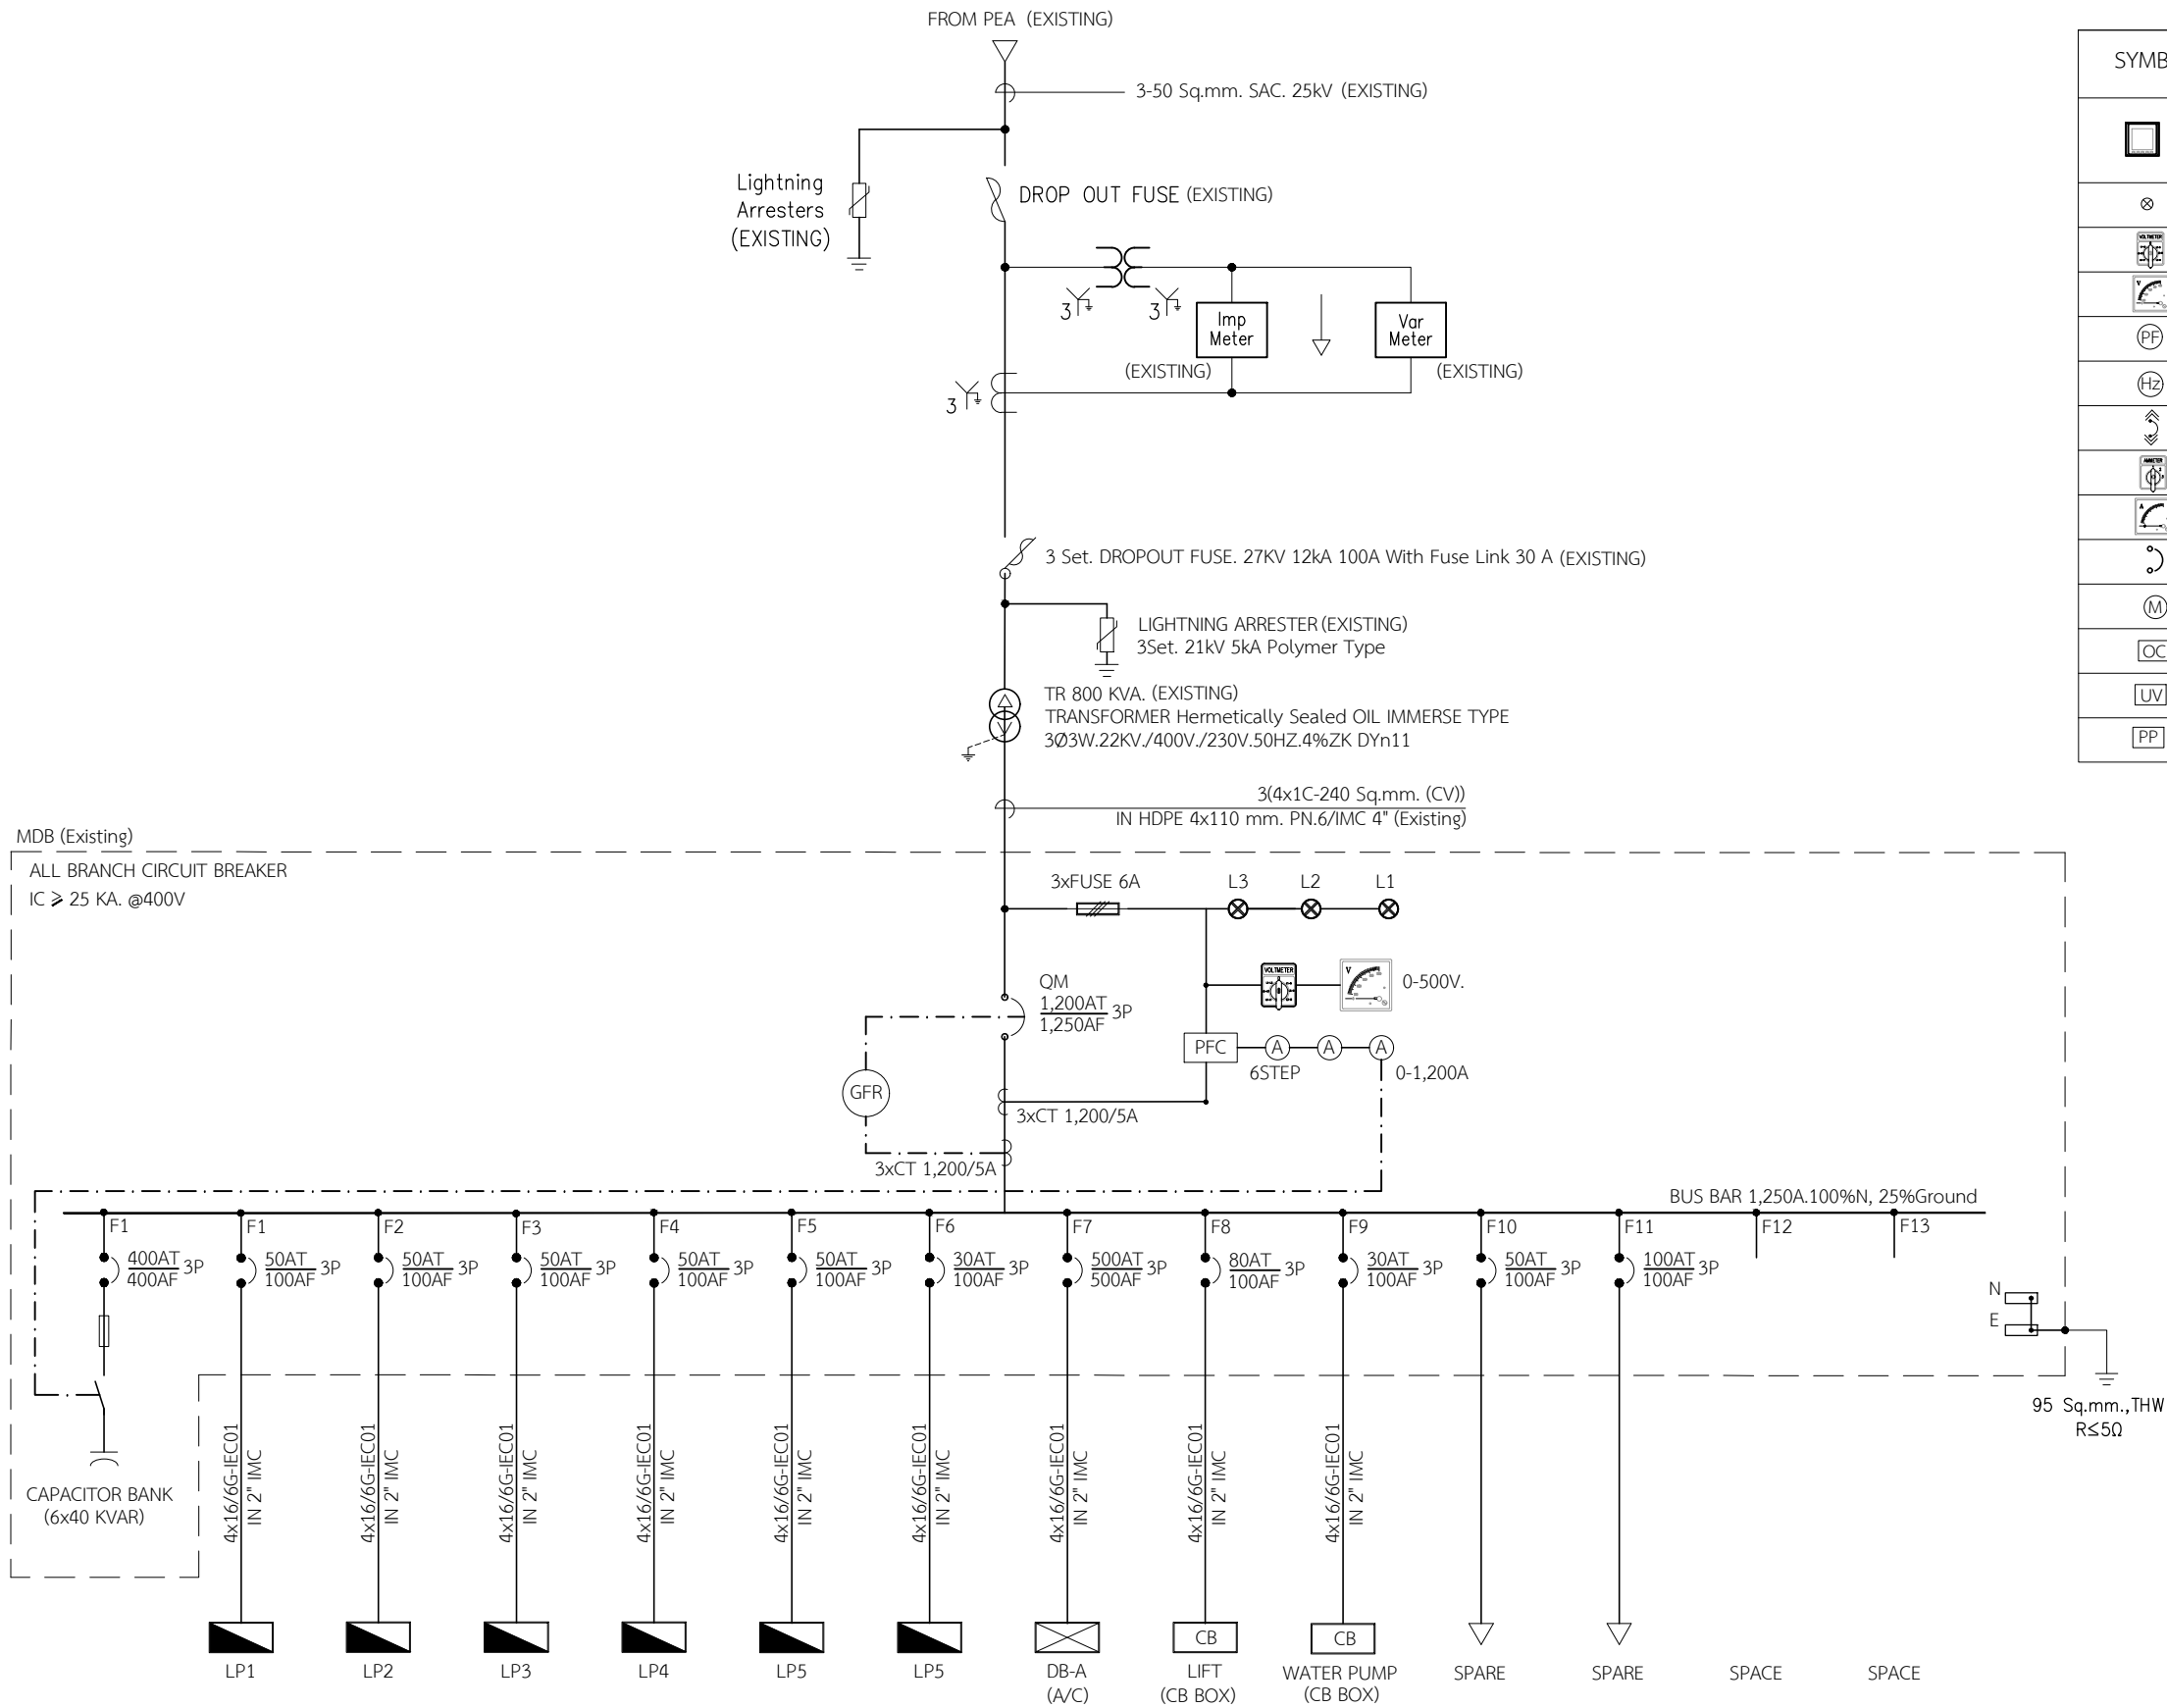 FROM PEA (EXISTING)
3-50 Sq.mm. SAC. 25kV (EXISTING)
Lightning
Arresters
(EXISTING)
DROP OUT FUSE (EXISTING)
3
3
Imp
Meter
Var
Meter
(EXISTING)
(EXISTING)
3
3 Set. DROPOUT FUSE. 27KV 12kA 100A With Fuse Link 30 A (EXISTING)
LIGHTNING ARRESTER (EXISTING)
3Set. 21kV 5kA Polymer Type
TR 800 KVA. (EXISTING)
TRANSFORMER Hermetically Sealed OIL IMMERSE TYPE
3Ø3W.22KV./400V./230V.50HZ.4%ZK DYn11
3(4x1C-240 Sq.mm. (CV))
IN HDPE 4x110 mm. PN.6/IMC 4" (Existing)
SYMB
VOLTMETER
V
PF
Hz
AMMETER
A
M
OC
UV
PP
MDB (Existing)
ALL BRANCH CIRCUIT BREAKER
IC ⩾ 25 KA. @400V
3xFUSE 6A
L3
L2
L1
QM
1,200AT
1,250AF
3P
VOLTMETER
V
0-500V.
PFC
A
A
A
6STEP
0-1,200A
GFR
3xCT 1,200/5A
3xCT 1,200/5A
BUS BAR 1,250A.100%N, 25%Ground
F1
400AT
400AF
3P
F1
50AT
100AF
3P
F2
50AT
100AF
3P
F3
50AT
100AF
3P
F4
50AT
100AF
3P
F5
50AT
100AF
3P
F6
30AT
100AF
3P
F7
500AT
500AF
3P
F8
80AT
100AF
3P
F9
30AT
100AF
3P
F10
50AT
100AF
3P
F11
100AT
100AF
3P
F12
F13
N
E
95 Sq.mm.,THW
R≤5Ω
CAPACITOR BANK
(6x40 KVAR)
4x16/6G-IEC01
IN 2" IMC
4x16/6G-IEC01
IN 2" IMC
4x16/6G-IEC01
IN 2" IMC
4x16/6G-IEC01
IN 2" IMC
4x16/6G-IEC01
IN 2" IMC
4x16/6G-IEC01
IN 2" IMC
4x16/6G-IEC01
IN 2" IMC
4x16/6G-IEC01
IN 2" IMC
4x16/6G-IEC01
IN 2" IMC
LP1
LP2
LP3
LP4
LP5
LP5
DB-A
(A/C)
CB
LIFT
(CB BOX)
CB
WATER PUMP
(CB BOX)
SPARE
SPARE
SPACE
SPACE